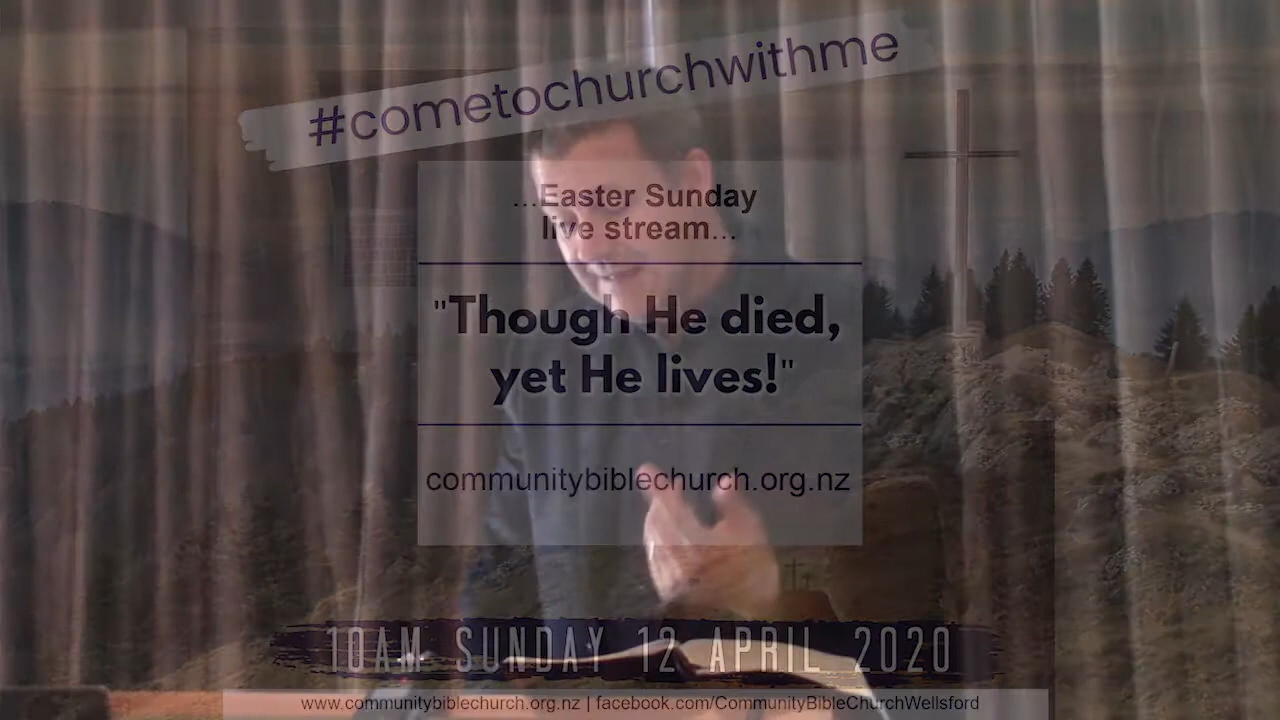 #cometochurchwithme
...Easter Sunday
live stream...
"Though He died,
yet He lives!"
communitybiblechurch.org.nz
10AM SUNDAY 12 APRIL 2020
www.communitybiblechurch.org.nz | facebook.com/CommunityBibleChurchWellsford